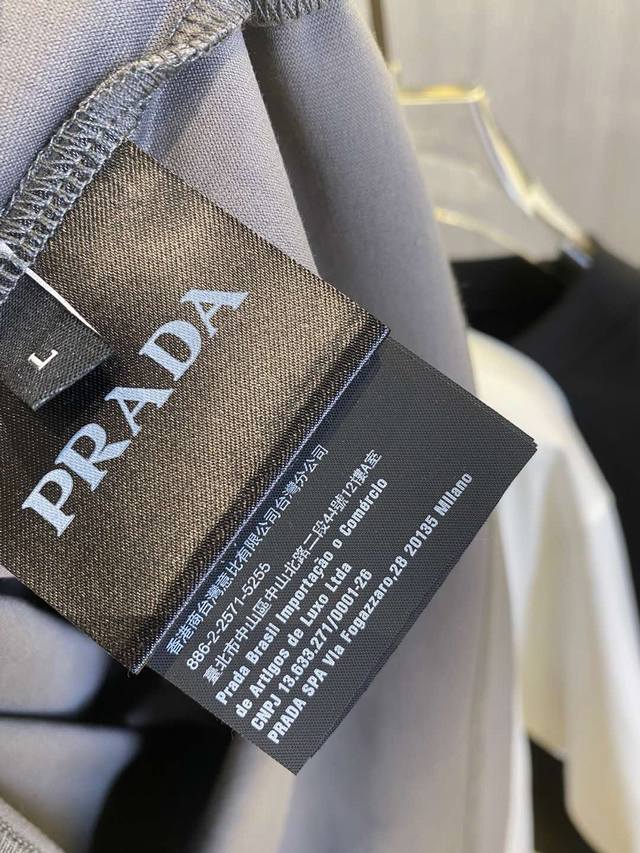 PRADA
L
香港商台灣意比有限公司台灣分公司
886-2-2571-5255
臺北市中山區中山北路二段44號12樓A室
Prada Brasil Importação o Comércio
de Artigos de Luxo Ltda
CNPJ 13.633.271/0001-26
PRADA SPA Via Fogazzaro,28 20135 Milano